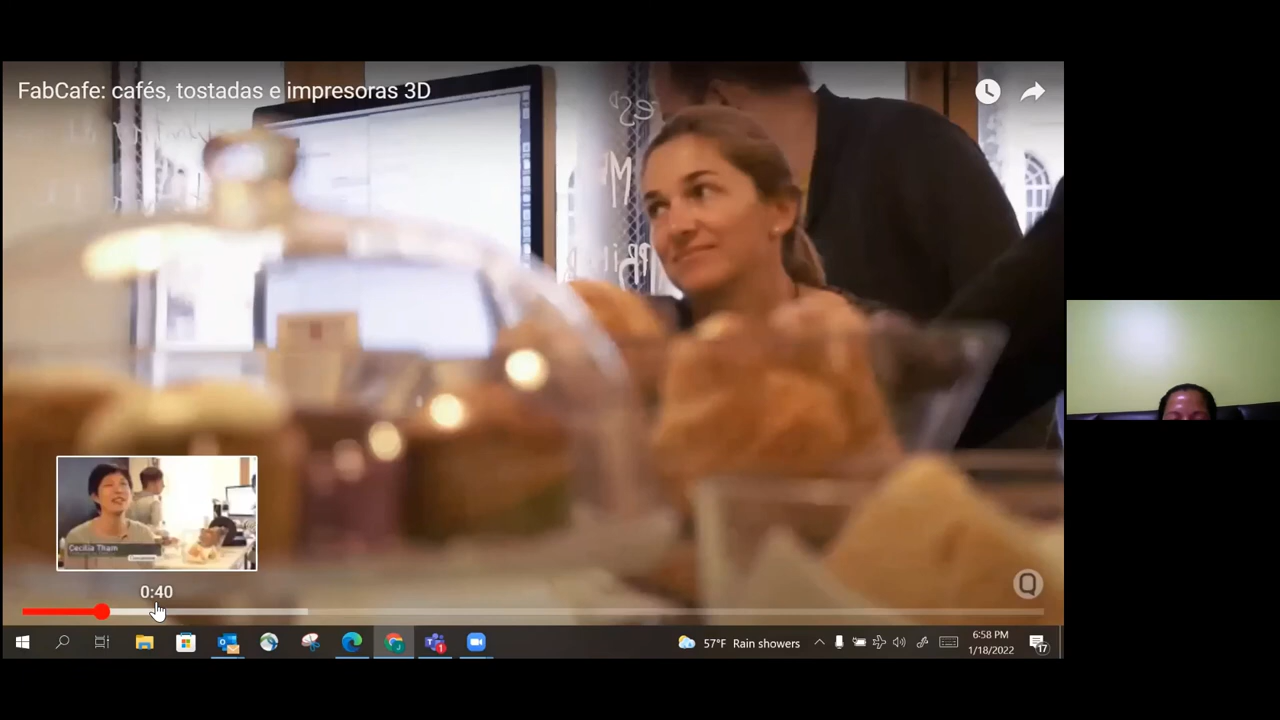 FabCafe: cafés, tostadas e impresoras 3D
Cecilia Tham
0:40
Q
57°F Rain showers
6:58 PM
1/18/2022
1
17